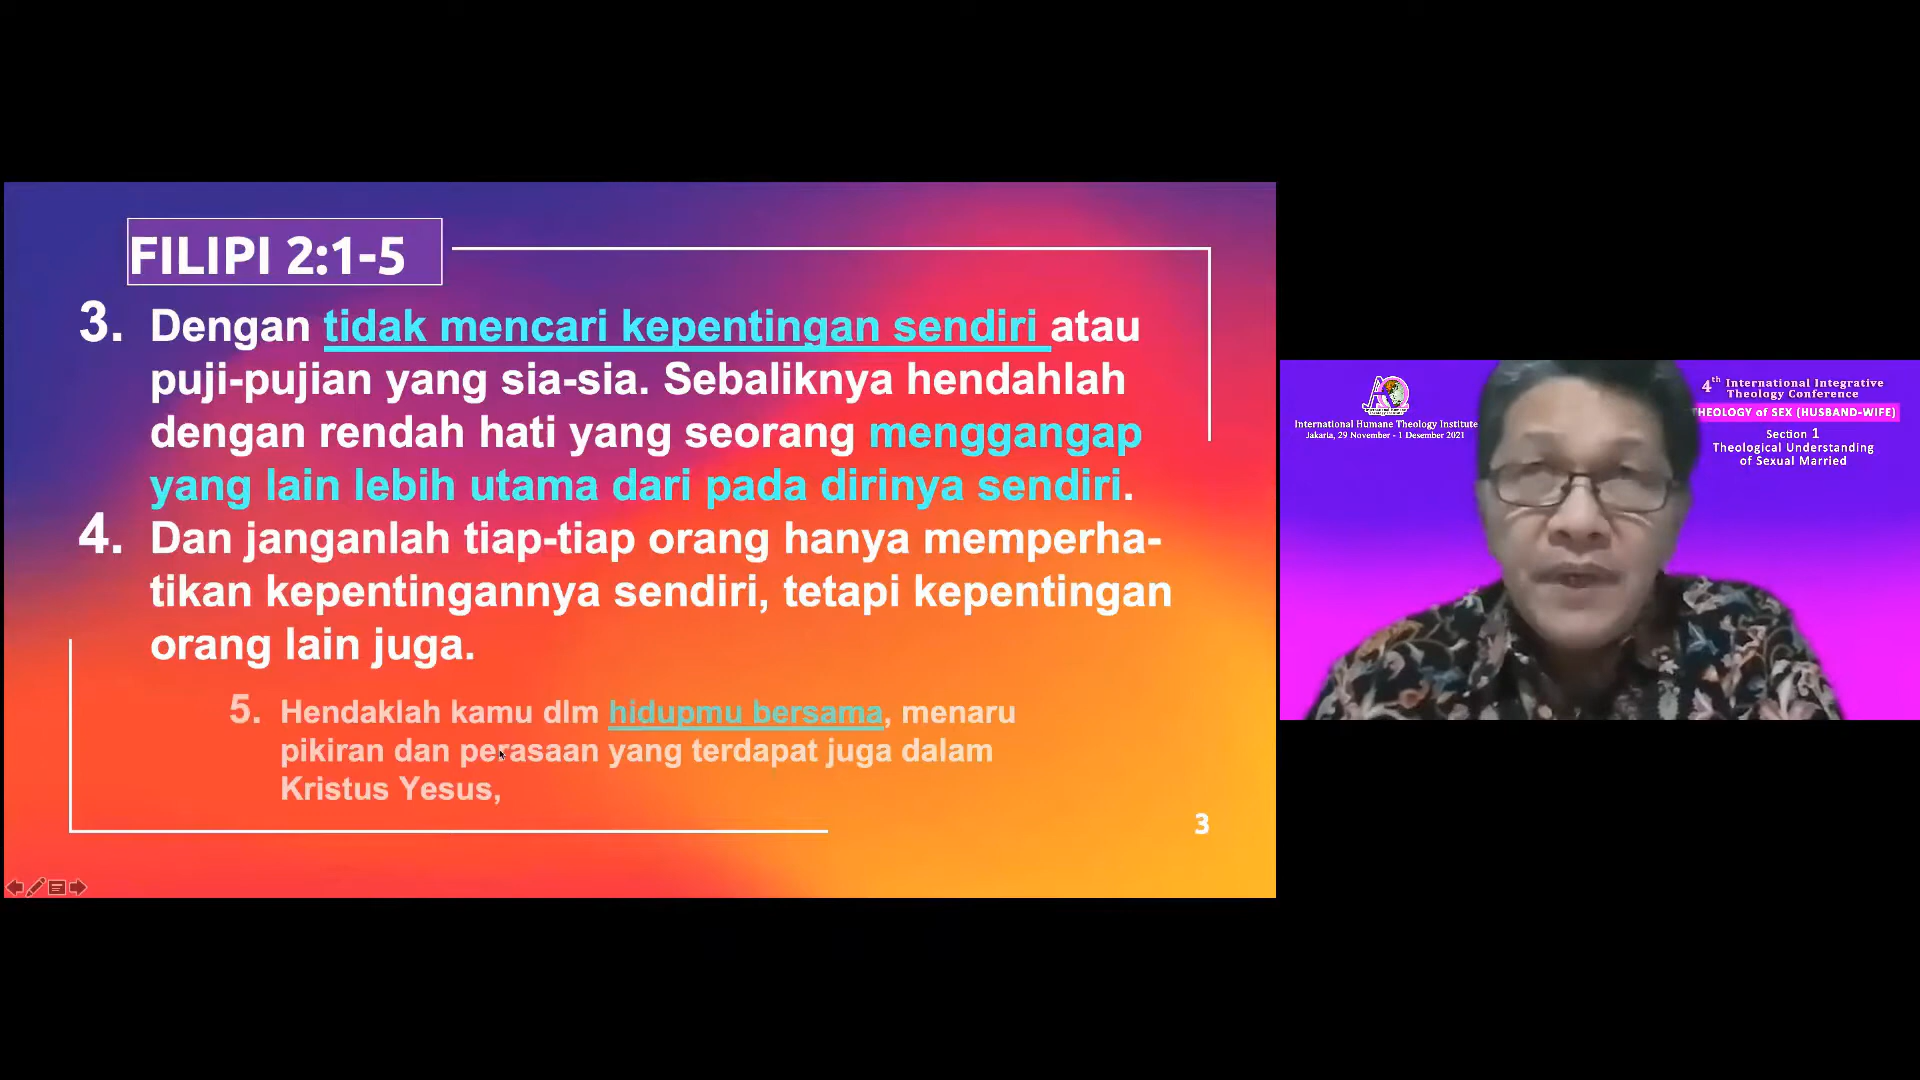 FILIPI 2:1-5
3. Dengan tidak mencari kepentingan sendiri atau
puji-pujian yang sia-sia. Sebaliknya hendahlah
dengan rendah hati yang seorang menggangap
yang lain lebih utama dari pada dirinya sendiri.
4. Dan janganlah tiap-tiap orang hanya memperha-
tikan kepentingannya sendiri, tetapi kepentingan
orang lain juga.
5. Hendaklah kamu dlm hidupmu bersama, menaru
pikiran dan perasaan yang terdapat juga dalam
Kristus Yesus,
3
International Humane Theology Institute
Jakarta, 29 November - 1 Desember 2021
4th International Integrative
Theology Conference
THEOLOGY of SEX (HUSBAND-WIFE)
Section 1
Theological Understanding
of Sexual Married